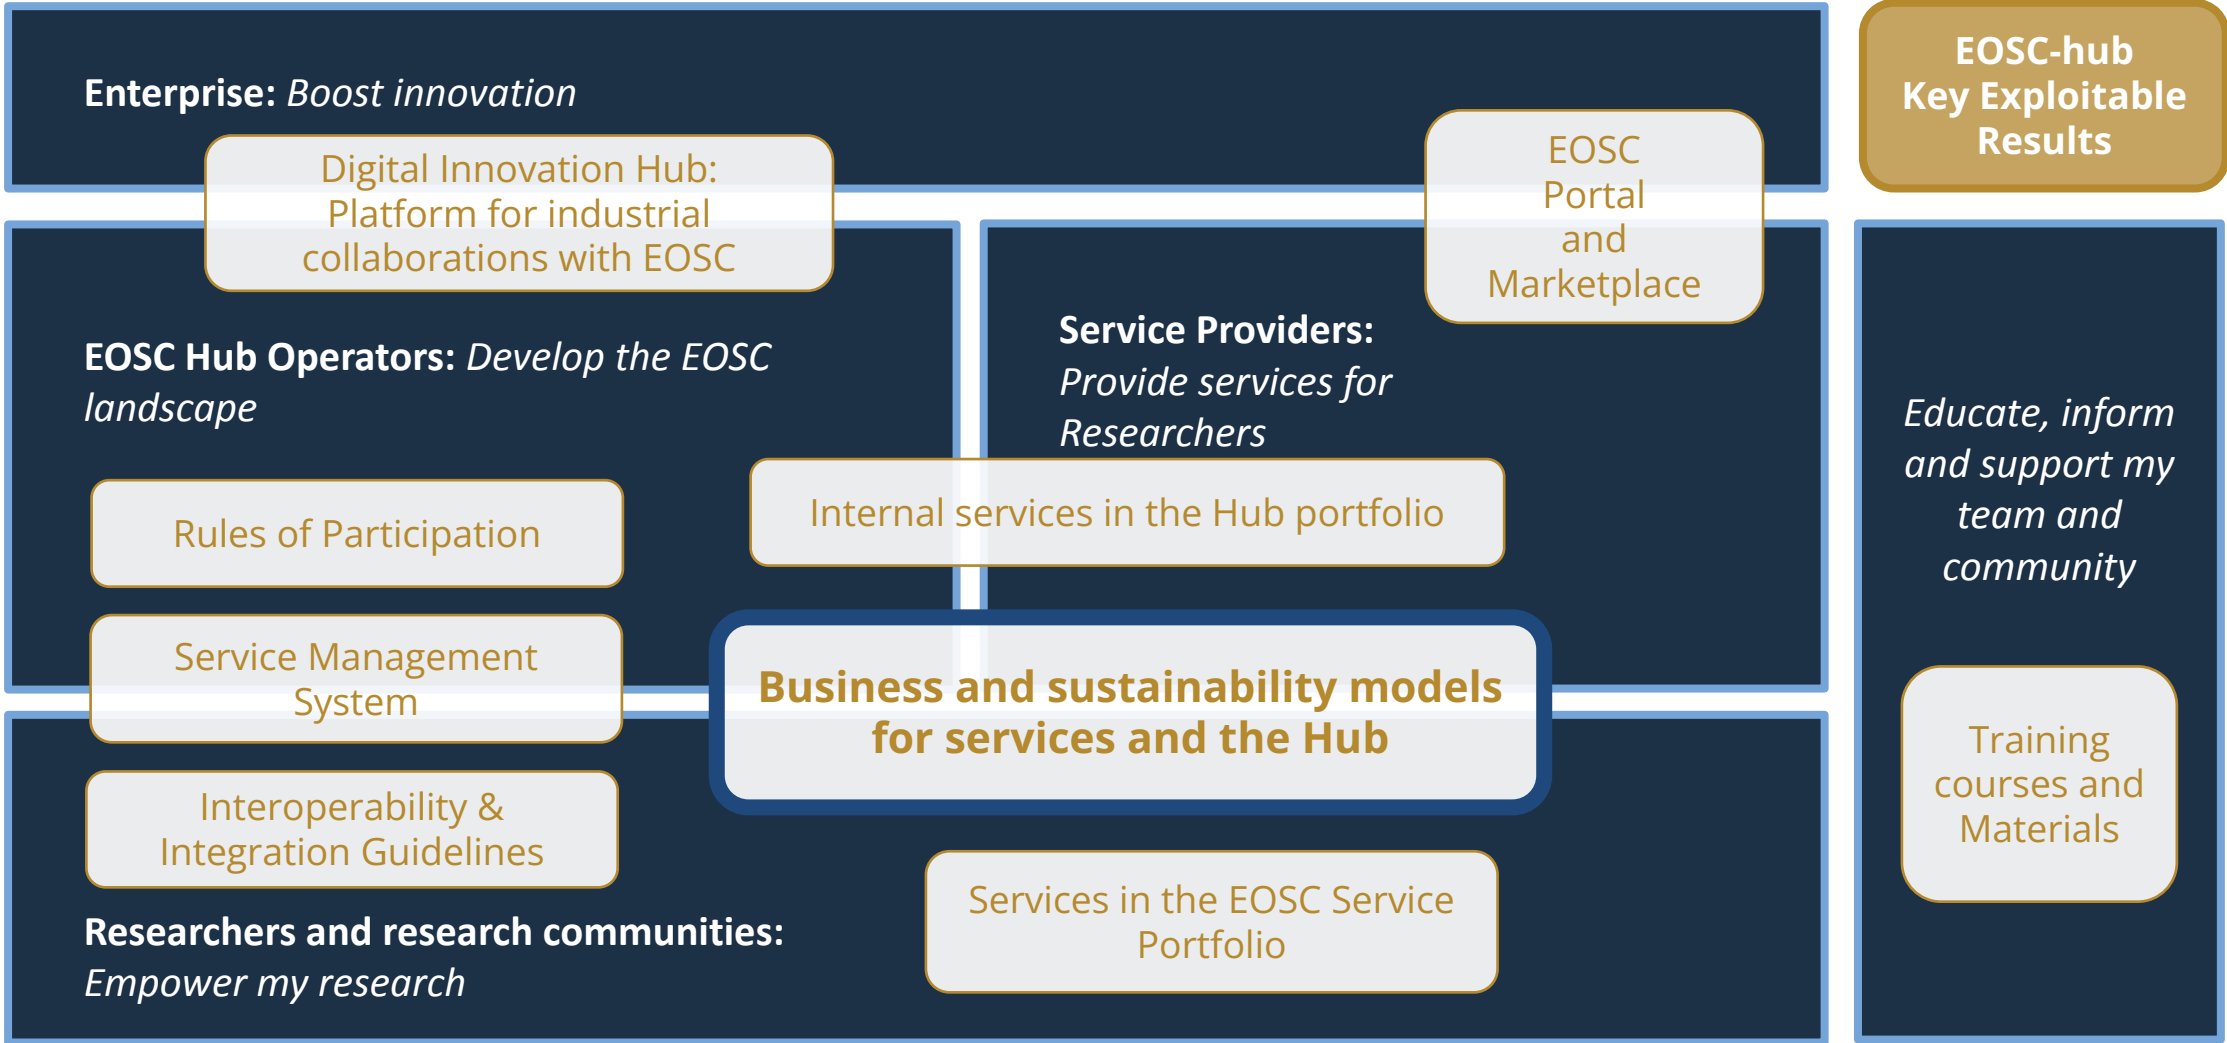 Enterprise: Boost innovation
EOSC-hub
Key Exploitable
Results
Digital Innovation Hub:
Platform for industrial
collaborations with EOSC
EOSC
Portal
and
Marketplace
EOSC Hub Operators: Develop the EOSC
landscape
Service Providers:
Provide services for
Researchers
Rules of Participation
Internal services in the Hub portfolio
Service Management
System
Business and sustainability models
for services and the Hub
Interoperability &
Integration Guidelines
Services in the EOSC Service
Portfolio
Researchers and research communities:
Empower my research
Educate, inform
and support my
team and
community
Training
courses and
Materials